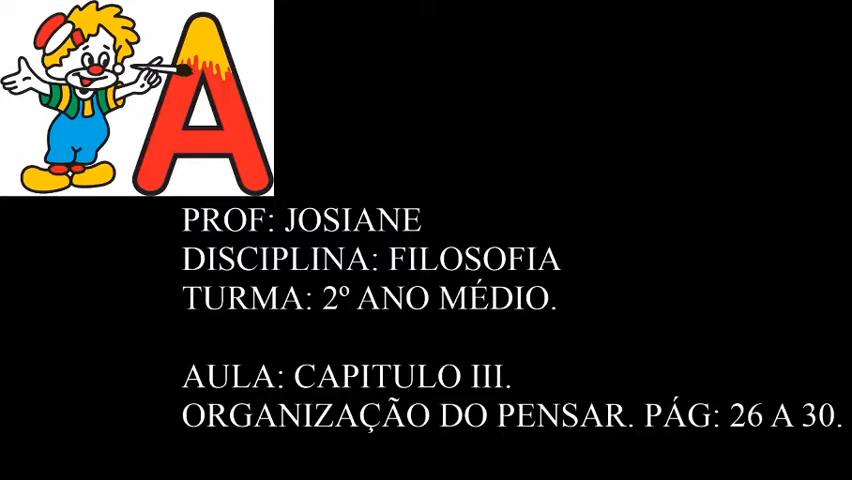 A
PROF: JOSIANE
DISCIPLINA: FILOSOFIA
TURMA: 2º ANO MÉDIO.
AULA: CAPITULO III.
ORGANIZAÇÃO DO PENSAR. PÁG: 26 A 30.